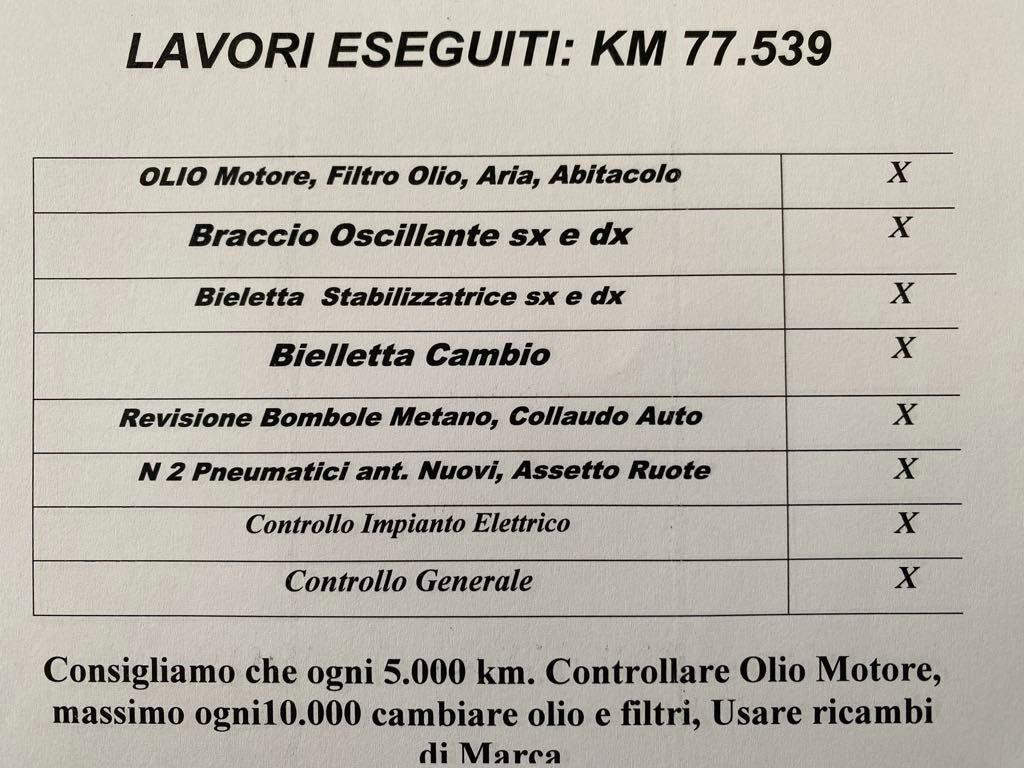 LAVORI ESEGUITI: KM 77.539
OLIO Motore, Filtro Olio, Aria, Abitacolo X
Braccio Oscillante sx e dx X
Bieletta Stabilizzatrice sx e dx X
Bielletta Cambio X
Revisione Bombole Metano, Collaudo Auto X
N 2 Pneumatici ant. Nuovi, Assetto Ruote X
Controllo Impianto Elettrico X
Controllo Generale X
Consigliamo che ogni 5.000 km. Controllare Olio Motore,
massimo ogni10.000 cambiare olio e filtri, Usare ricambi
di Marca